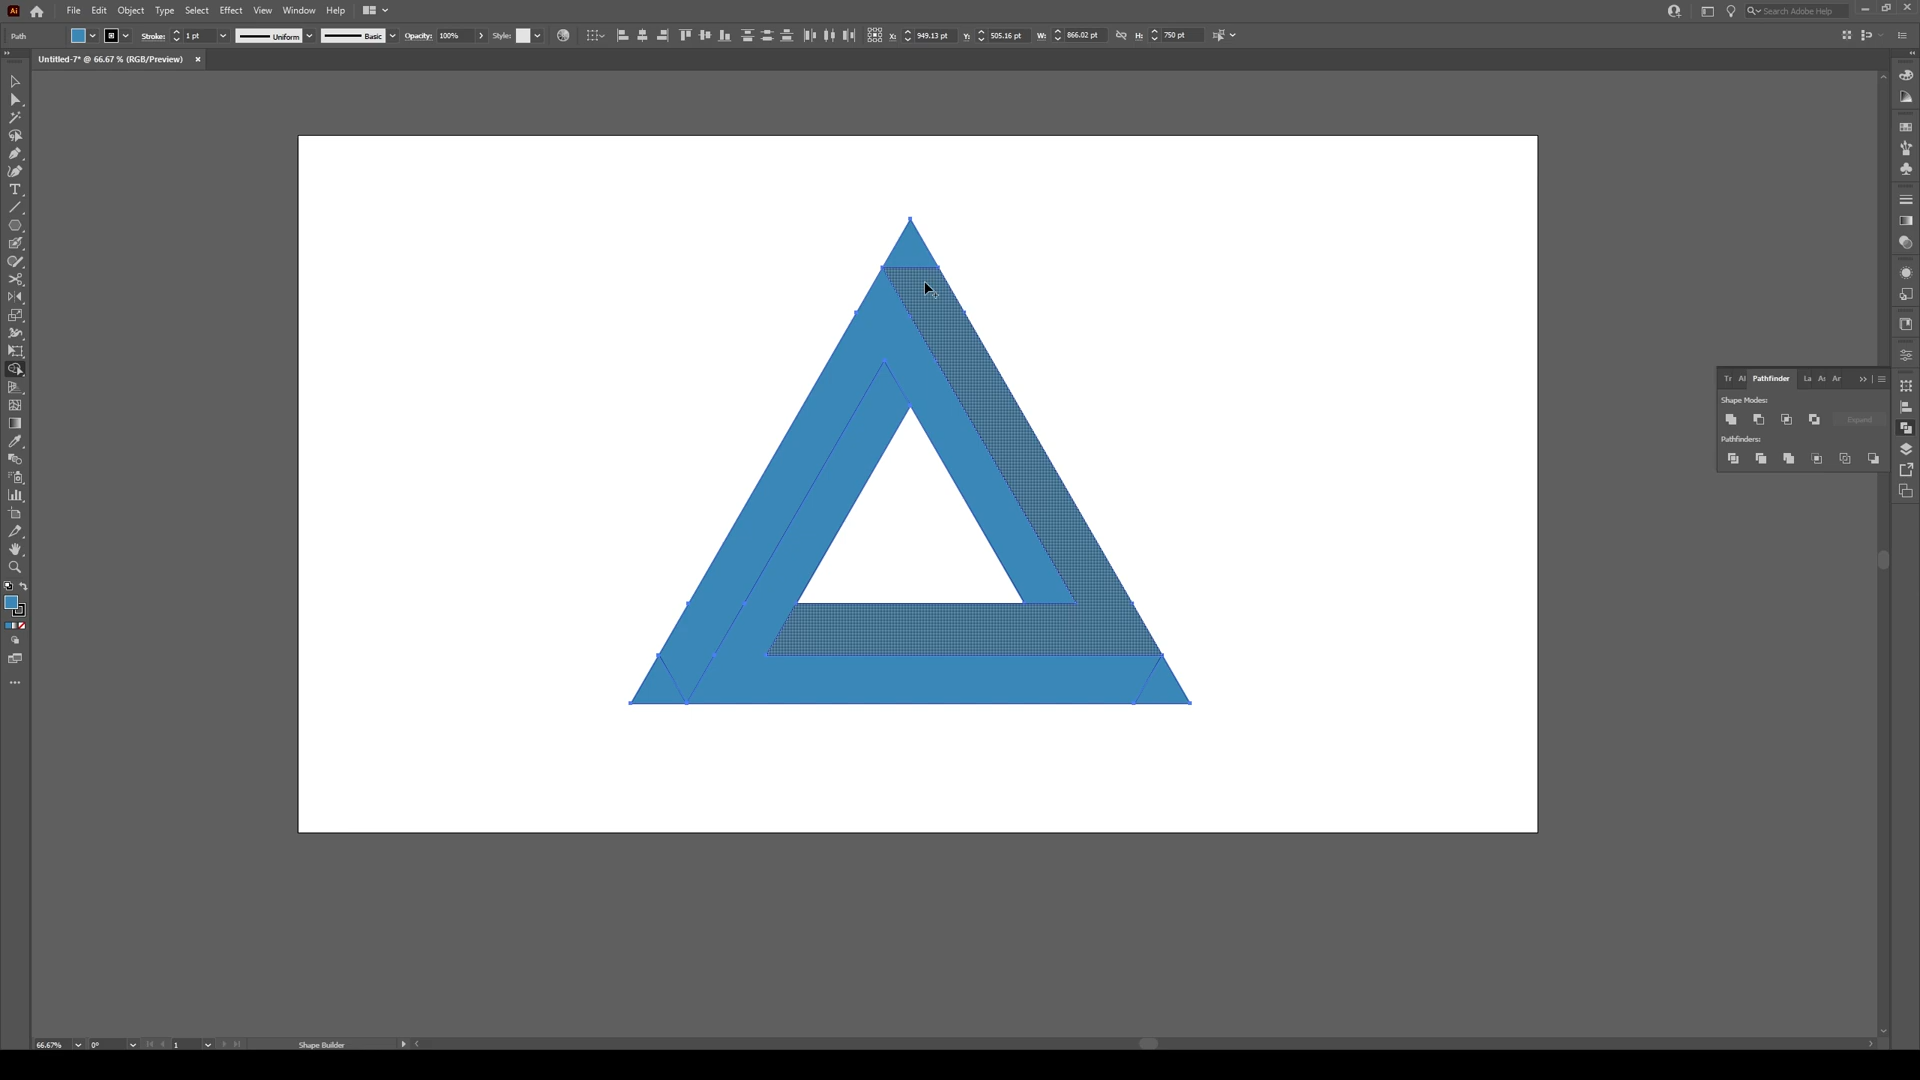 Ai File Edit Object Type Select Effect View Window Help Search Adobe Help
Path Stroke: 1 pt Uniform Basic Opacity: 100% Style: X: 949.13 pt Y: 505.16 pt W: 866.02 pt H: 750 pt
Untitled-7* @ 66.67 % (RGB/Preview) ×
Tr Al Pathfinder La Ar
Shape Modes:
Expand
Pathfinders:
66.67% 0° 1 Shape Builder